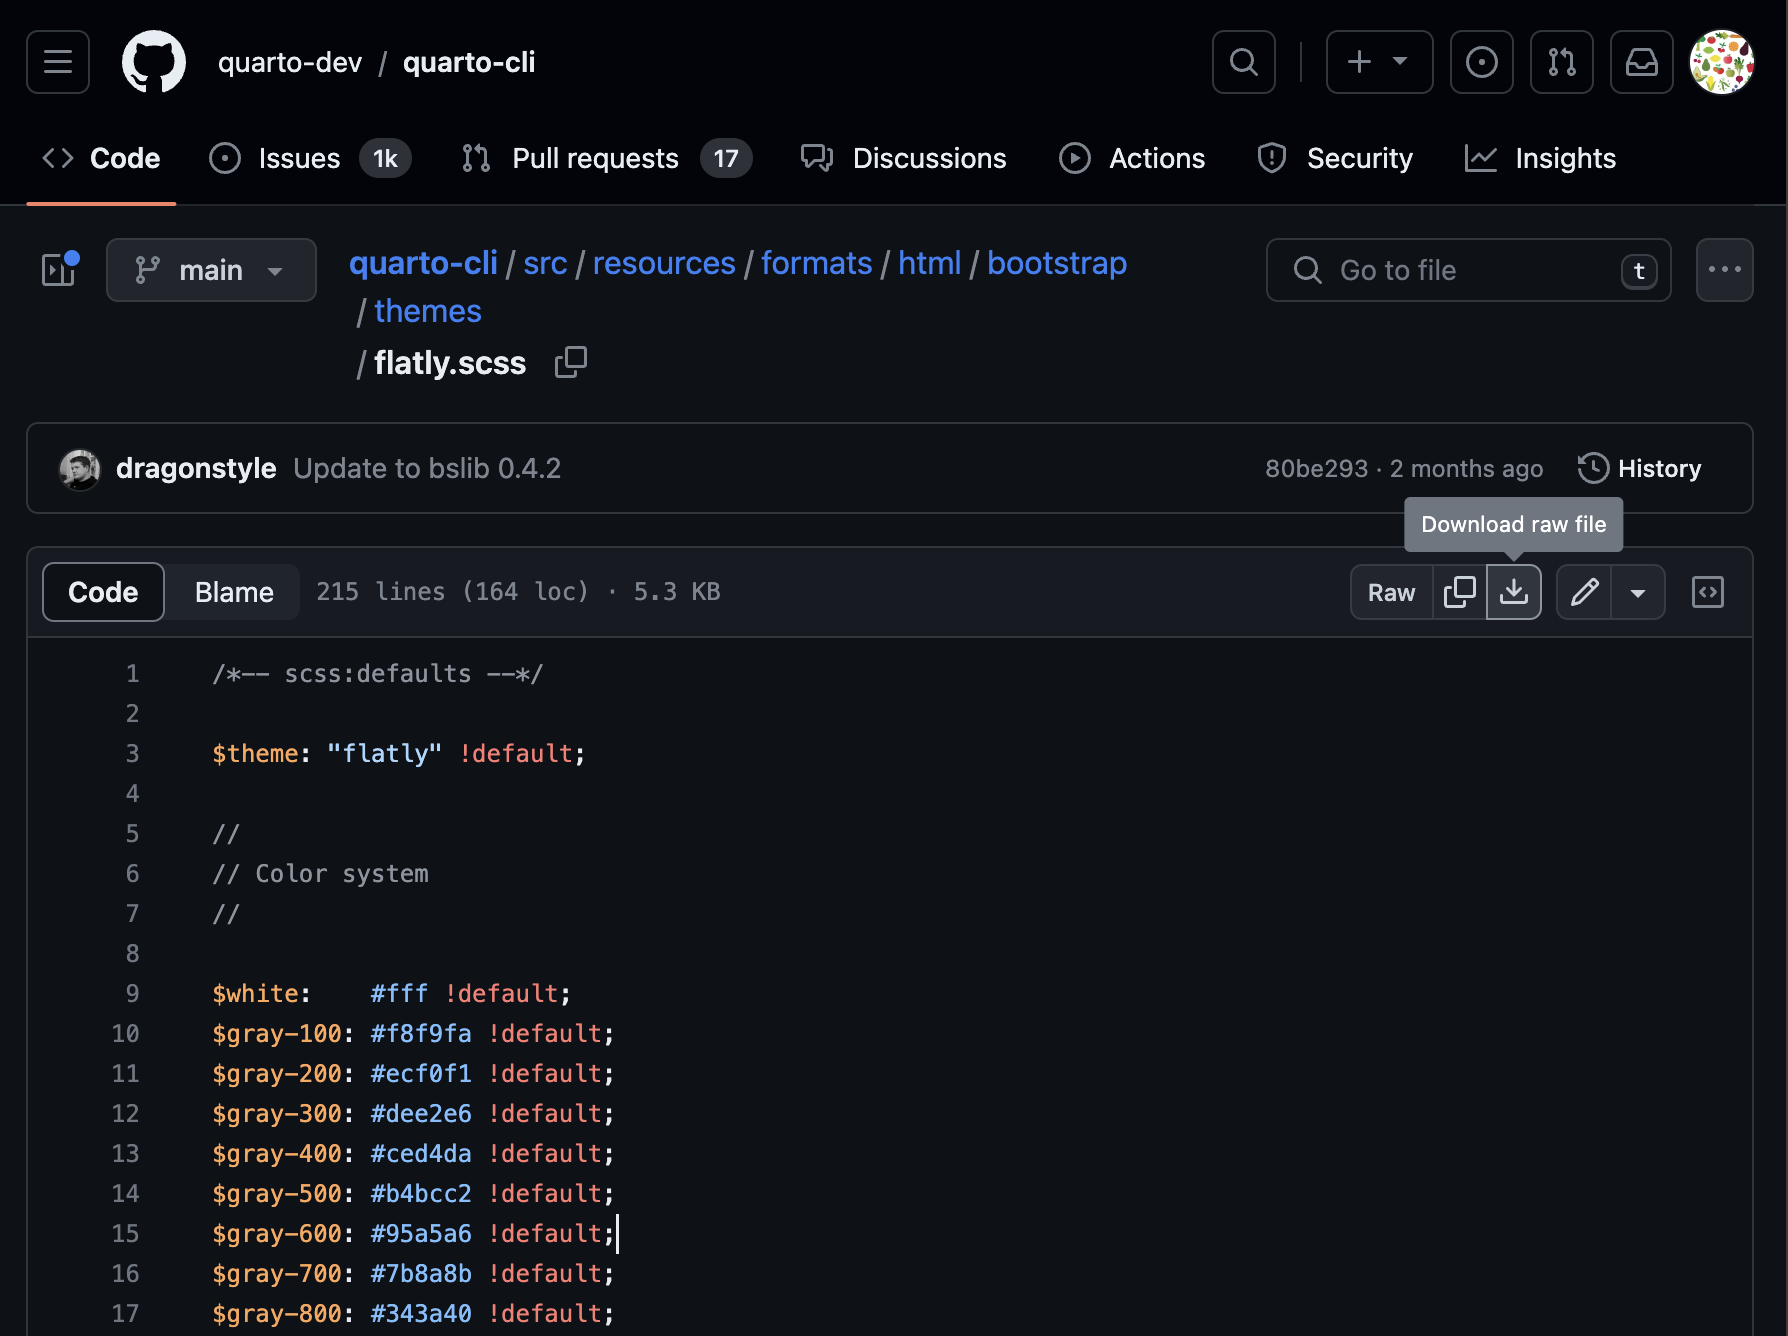 quarto-dev / quarto-cli
Code Issues 1k Pull requests 17 Discussions Actions Security Insights
main
quarto-cli / src / resources / formats / html / bootstrap
/ themes
/ flatly.scss
Go to file t
dragonstyle Update to bslib 0.4.2
80be293 · 2 months ago History
Download raw file
Code Blame 215 lines (164 loc) · 5.3 KB
Raw
1 /*-- scss:defaults --*/
2
3 $theme: "flatly" !default;
4
5 //
6 // Color system
7 //
8
9 $white:    #fff !default;
10 $gray-100: #f8f9fa !default;
11 $gray-200: #ecf0f1 !default;
12 $gray-300: #dee2e6 !default;
13 $gray-400: #ced4da !default;
14 $gray-500: #b4bcc2 !default;
15 $gray-600: #95a5a6 !default;
16 $gray-700: #7b8a8b !default;
17 $gray-800: #343a40 !default;